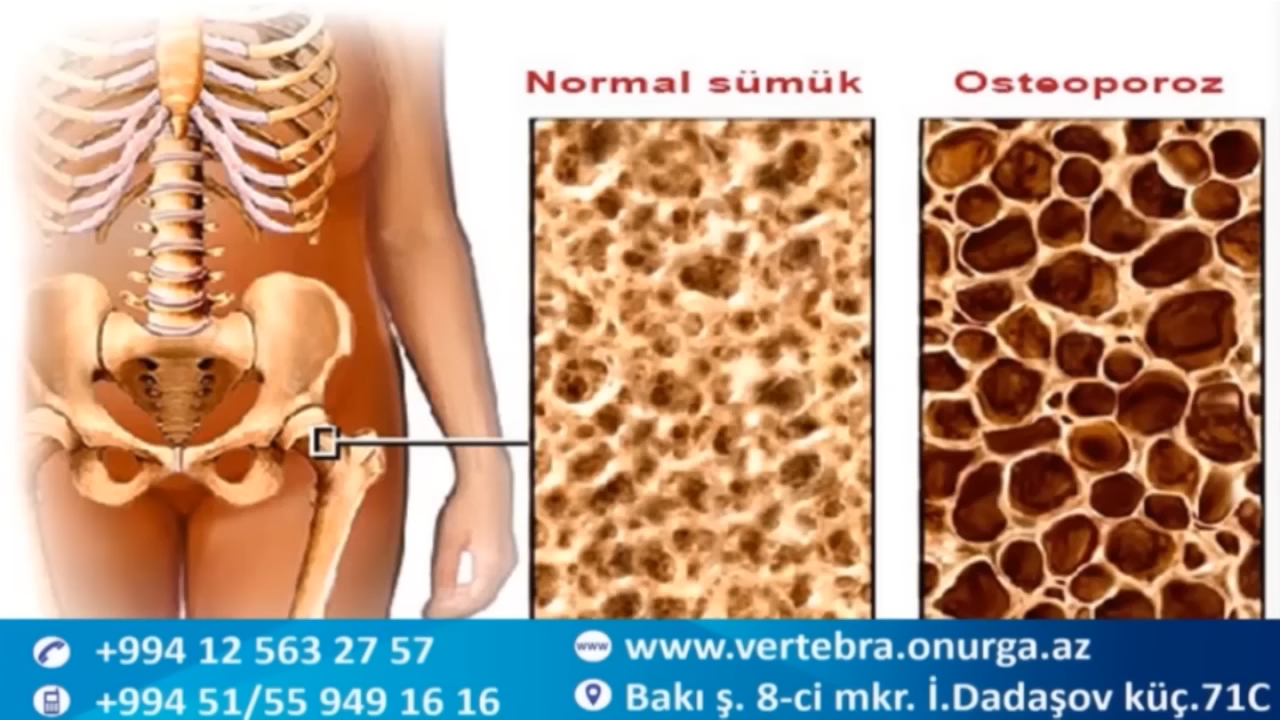 Normal sümük
Osteoporoz
+994 12 563 27 57
www
www.vertebra.onurga.az
+994 51/55 949 16 16
Bakı ş. 8-ci mkr. İ.Dadaşov küç.71C